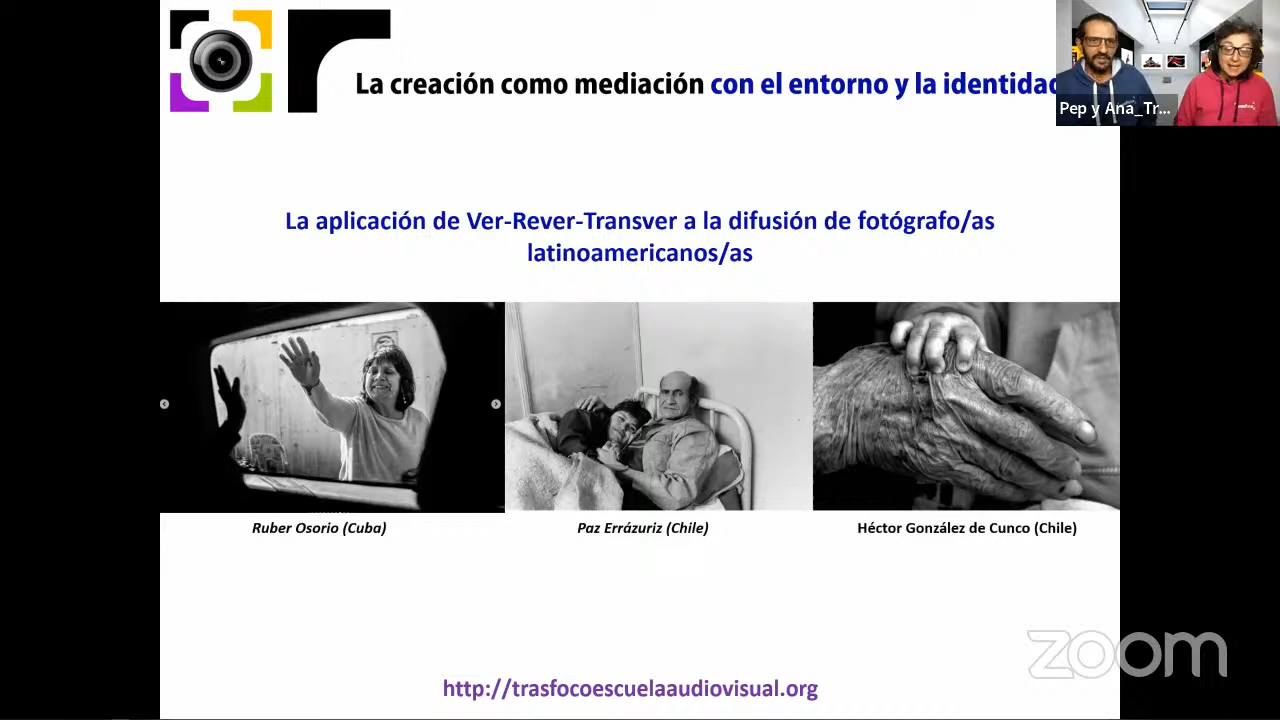 La creación como mediación con el entorno y la identidad
Pep y Ana_Tr...
La aplicación de Ver-Rever-Transver a la difusión de fotógrafo/as
latinoamericanos/as
Ruber Osorio (Cuba)
Paz Errázuriz (Chile)
Héctor González de Cunco (Chile)
zoom
http://trasfocoescuelaaudiovisual.org